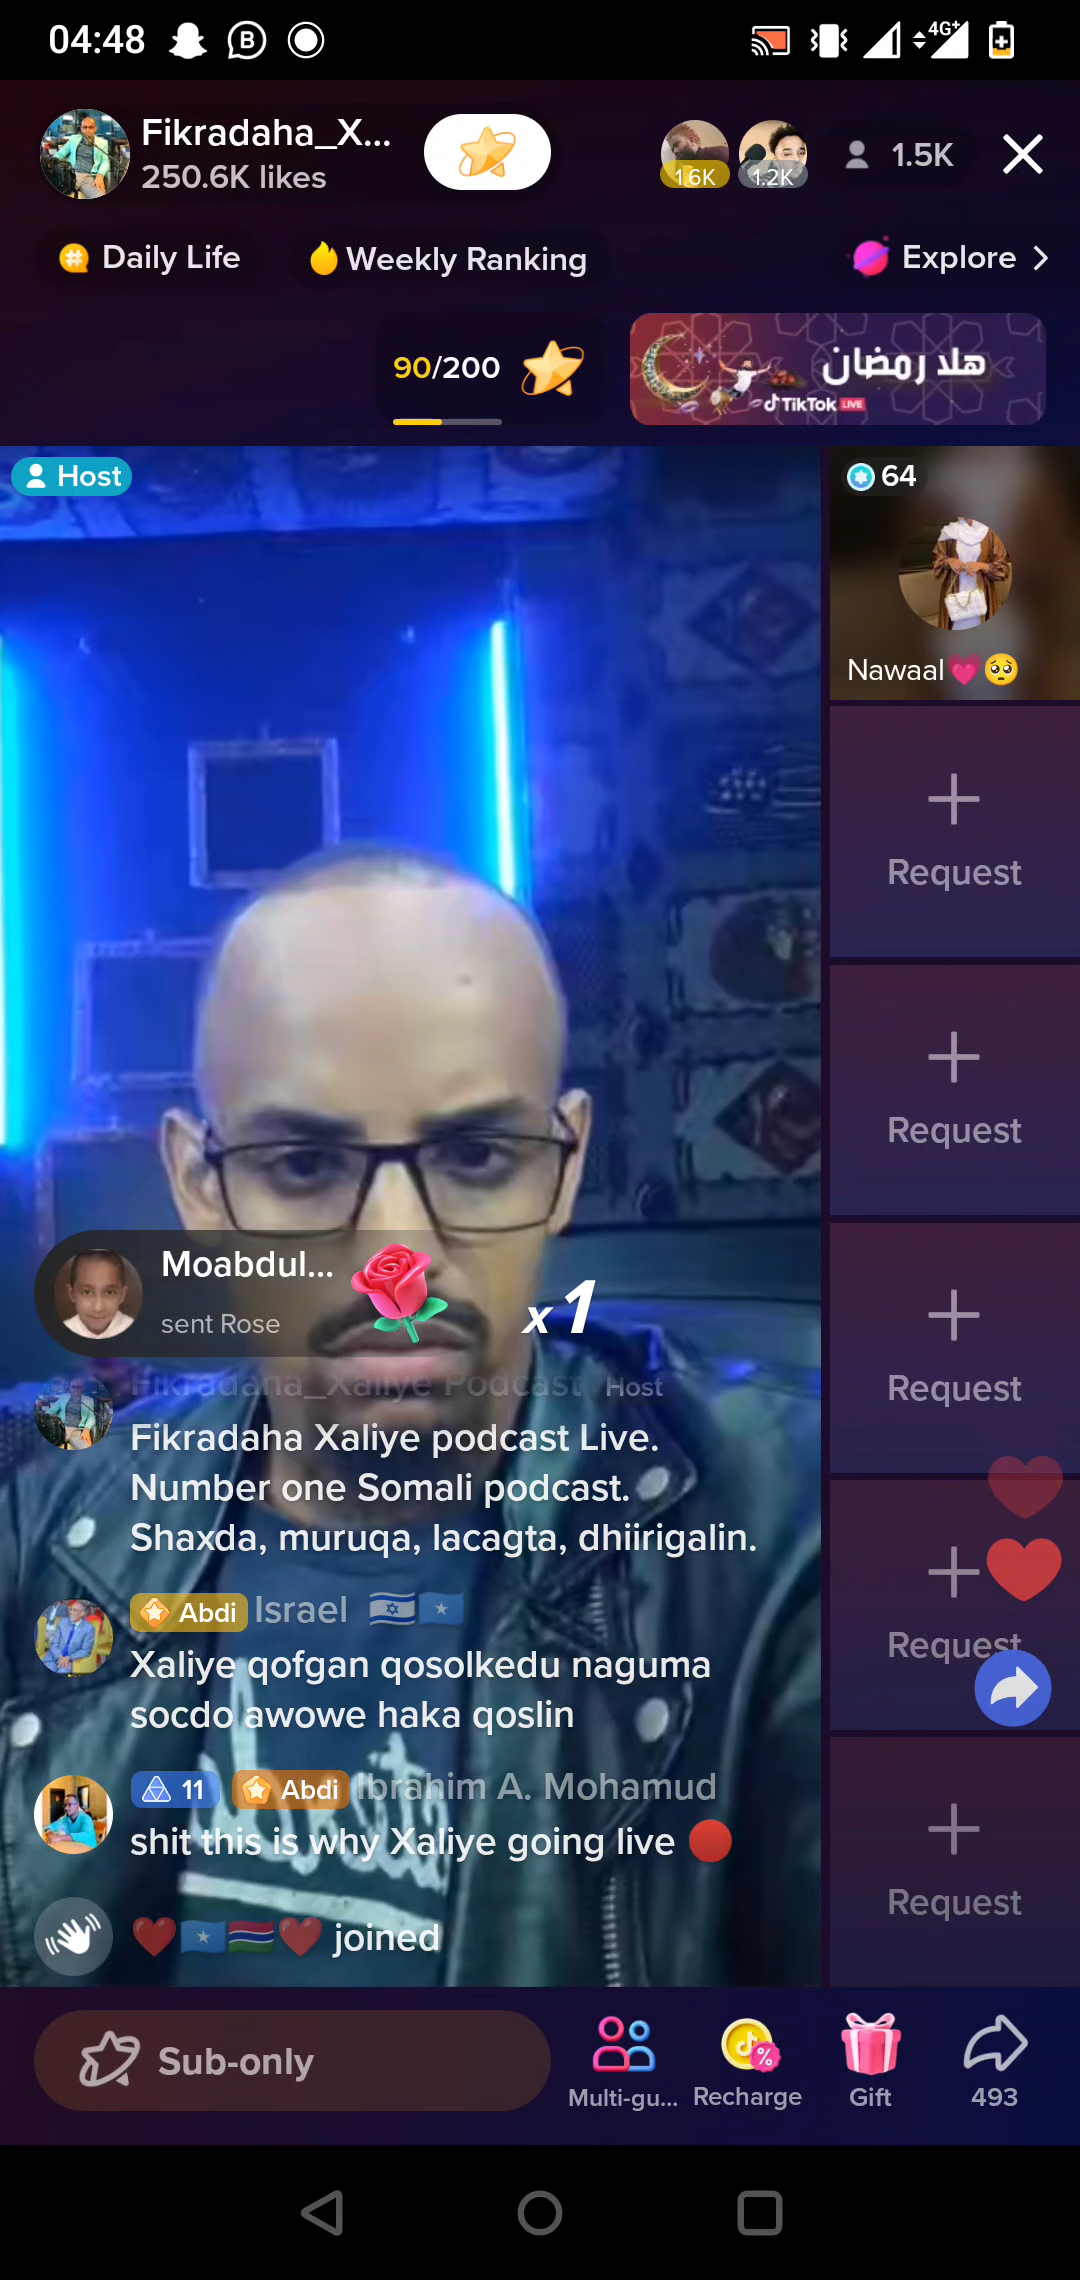 04:48
4G+
Fikradaha_X...
250.6K likes
1.6K
1.2K
1.5K
Daily Life
Weekly Ranking
Explore
90/200
هلا رمضان
TikTok LIVE
Host
64
Nawaal💗🥺
Request
Request
Request
Request
Request
Moabdul...
sent Rose
x1
Fikradaha_Xaliye Podcast Host
Fikradaha Xaliye podcast Live.
Number one Somali podcast.
Shaxda, muruqa, lacagta, dhiirigalin.
Abdi Israel 🇮🇱🇸🇴
Xaliye qofgan qosolkedu naguma
socdo awowe haka qoslin
11 Abdi Ibrahim A. Mohamud
shit this is why Xaliye going live 🔴
❤️🇸🇴🇬🇲❤️ joined
Sub-only
Multi-gu...
Recharge
Gift
493